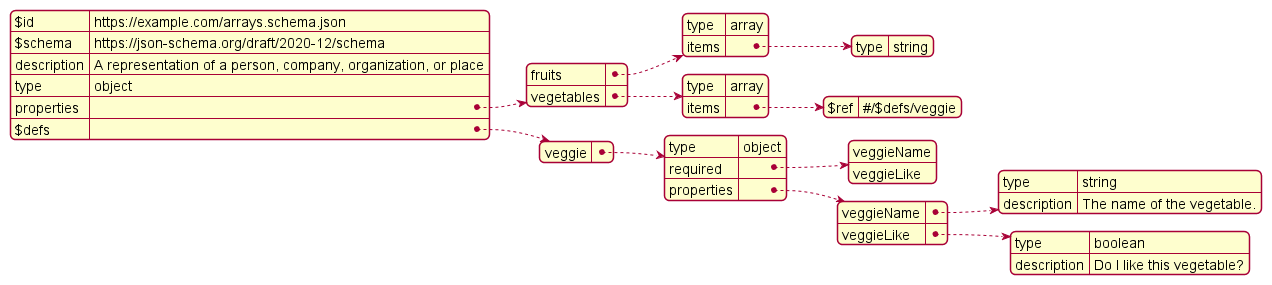 $id https://example.com/arrays.schema.json
$schema https://json-schema.org/draft/2020-12/schema
description A representation of a person, company, organization, or place
type object
properties
$defs
fruits
vegetables
type array
items
type string
type array
items
$ref #/$defs/veggie
veggie
type object
required
properties
veggieName
veggieLike
veggieName
veggieLike
type string
description The name of the vegetable.
type boolean
description Do I like this vegetable?